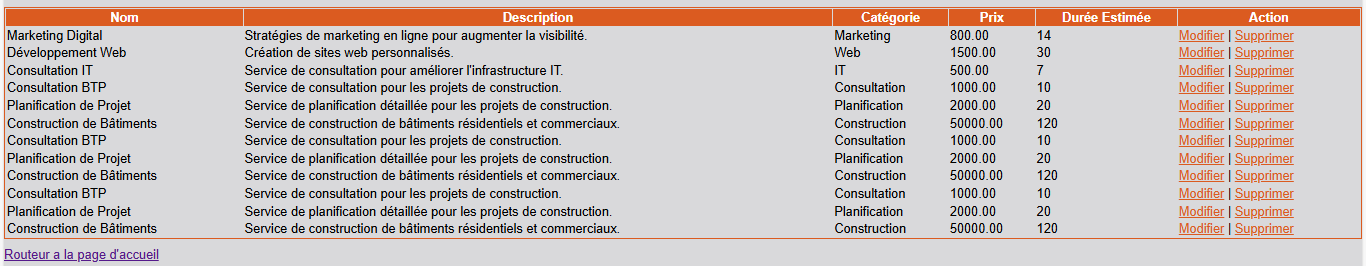 Nom Description Catégorie Prix Durée Estimée Action
Marketing Digital Stratégies de marketing en ligne pour augmenter la visibilité. Marketing 800.00 14 Modifier | Supprimer
Développement Web Création de sites web personnalisés. Web 1500.00 30 Modifier | Supprimer
Consultation IT Service de consultation pour améliorer l'infrastructure IT. IT 500.00 7 Modifier | Supprimer
Consultation BTP Service de consultation pour les projets de construction. Consultation 1000.00 10 Modifier | Supprimer
Planification de Projet Service de planification détaillée pour les projets de construction. Planification 2000.00 20 Modifier | Supprimer
Construction de Bâtiments Service de construction de bâtiments résidentiels et commerciaux. Construction 50000.00 120 Modifier | Supprimer
Consultation BTP Service de consultation pour les projets de construction. Consultation 1000.00 10 Modifier | Supprimer
Planification de Projet Service de planification détaillée pour les projets de construction. Planification 2000.00 20 Modifier | Supprimer
Construction de Bâtiments Service de construction de bâtiments résidentiels et commerciaux. Construction 50000.00 120 Modifier | Supprimer
Consultation BTP Service de consultation pour les projets de construction. Consultation 1000.00 10 Modifier | Supprimer
Planification de Projet Service de planification détaillée pour les projets de construction. Planification 2000.00 20 Modifier | Supprimer
Construction de Bâtiments Service de construction de bâtiments résidentiels et commerciaux. Construction 50000.00 120 Modifier | Supprimer
Routeur a la page d'accueil